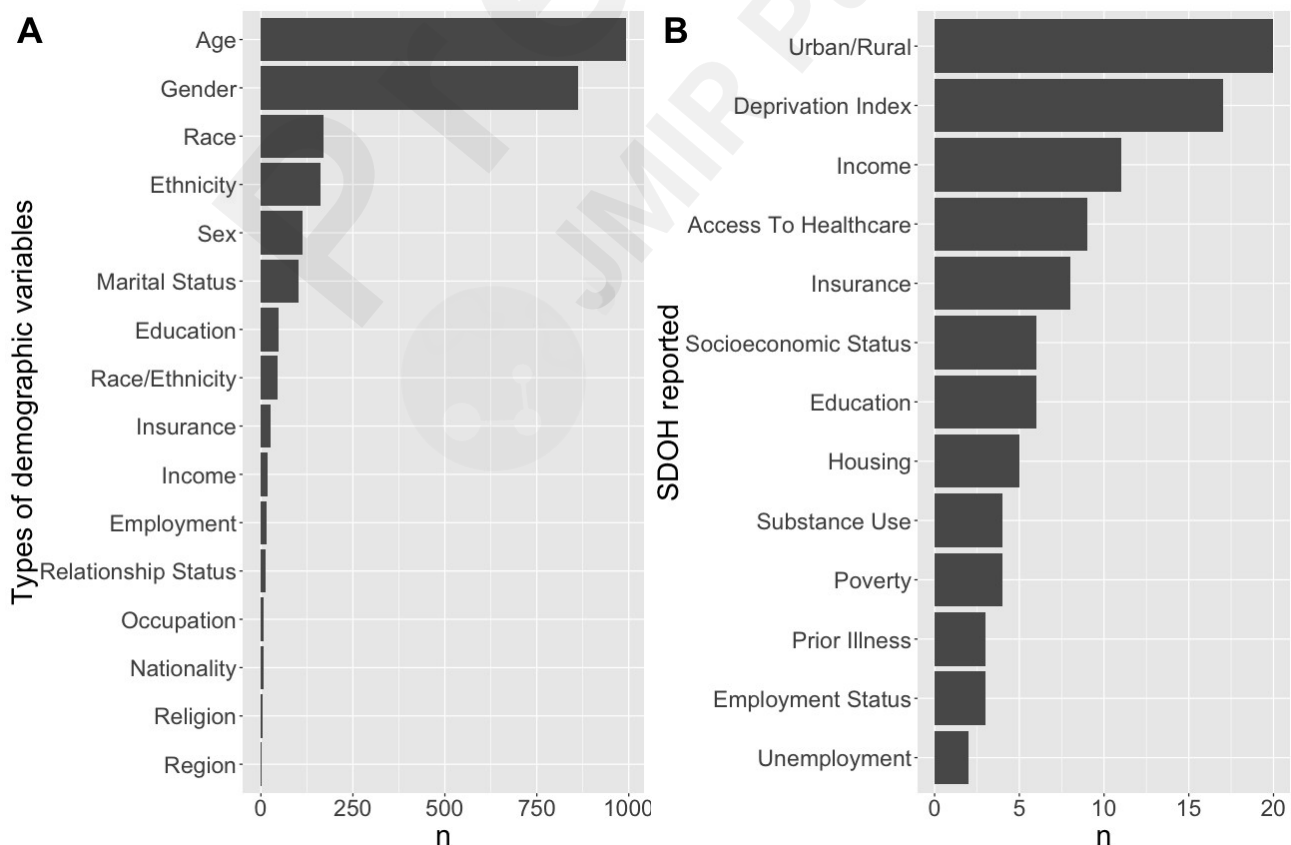 A
Types of demographic variables
Age
Gender
Race
Ethnicity
Sex
Marital Status
Education
Race/Ethnicity
Insurance
Income
Employment
Relationship Status
Occupation
Nationality
Religion
Region
0 250 500 750 1000
n
B
SDOH reported
Urban/Rural
Deprivation Index
Income
Access To Healthcare
Insurance
Socioeconomic Status
Education
Housing
Substance Use
Poverty
Prior Illness
Employment Status
Unemployment
0 5 10 15 20
n
JMIR